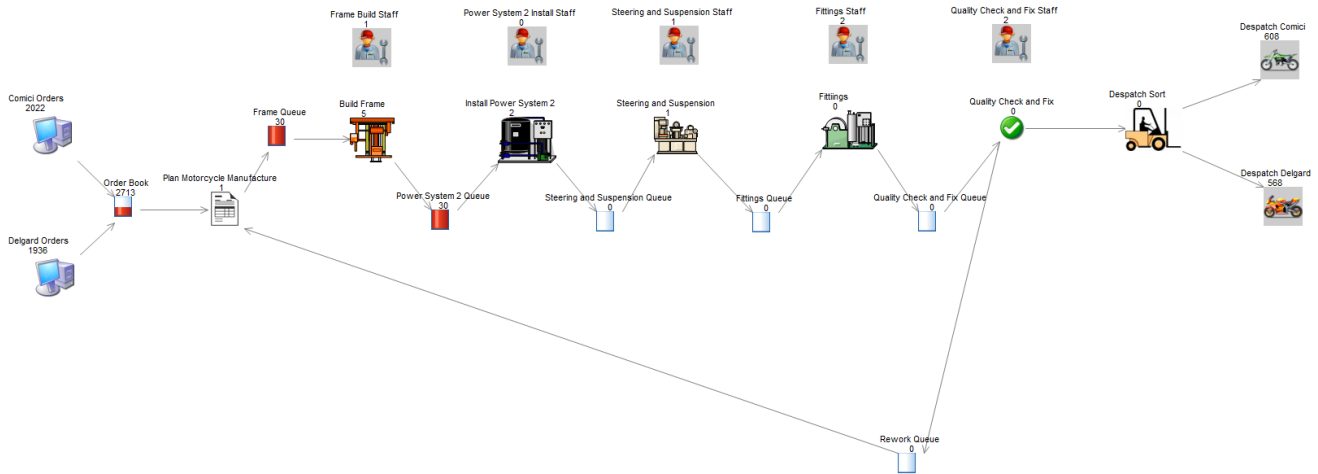 Frame Build Staff
1
Power System 2 Install Staff
0
Steering and Suspension Staff
1
Fittings Staff
2
Quality Check and Fix Staff
2
Despatch Comici
608
Comici Orders
2022
Frame Queue
30
Build Frame
5
Install Power System 2
2
Steering and Suspension
1
Fittings
0
Quality Check and Fix
0
Despatch Sort
0
Order Book
2713
Plan Motorcycle Manufacture
1
Power System 2 Queue
30
Steering and Suspension Queue
0
Fittings Queue
0
Quality Check and Fix Queue
0
Despatch Delgard
568
Delgard Orders
1936
Rework Queue
0